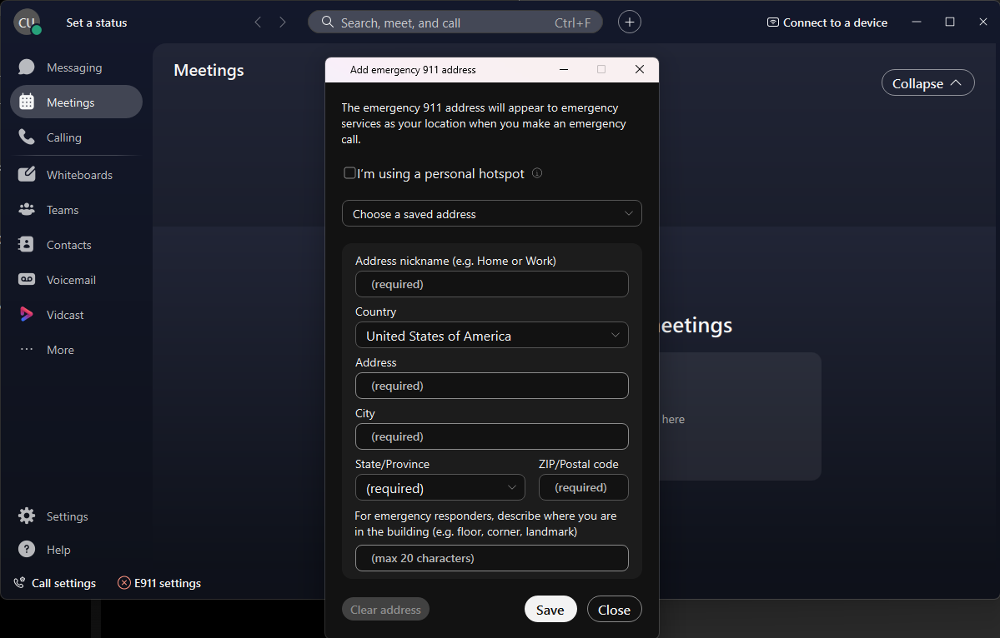 CU
Set a status
Search, meet, and call
Ctrl+F
Connect to a device
Messaging
Meetings
Calling
Whiteboards
Teams
Contacts
Voicemail
Vidcast
More
Settings
Help
Call settings
E911 settings
Meetings
Collapse
eetings
here
Add emergency 911 address
The emergency 911 address will appear to emergency
services as your location when you make an emergency
call.
I'm using a personal hotspot
Choose a saved address
Address nickname (e.g. Home or Work)
(required)
Country
United States of America
Address
(required)
City
(required)
State/Province
ZIP/Postal code
(required)
(required)
For emergency responders, describe where you are
in the building (e.g. floor, corner, landmark)
(max 20 characters)
Clear address
Save
Close